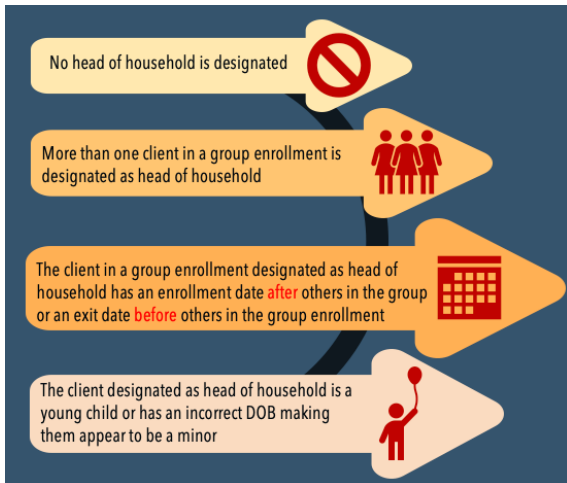 No head of household is designated
More than one client in a group enrollment is
designated as head of household
The client in a group enrollment designated as head of
household has an enrollment date after others in the group
or an exit date before others in the group enrollment
The client designated as head of household is a
young child or has an incorrect DOB making
them appear to be a minor